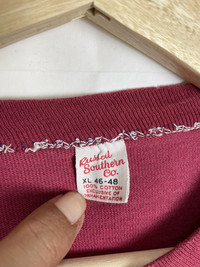 Russell
Southern
Co.
XL 46-48
100% COTTON
EXCLUSIVE OF
ORNAMENTATION